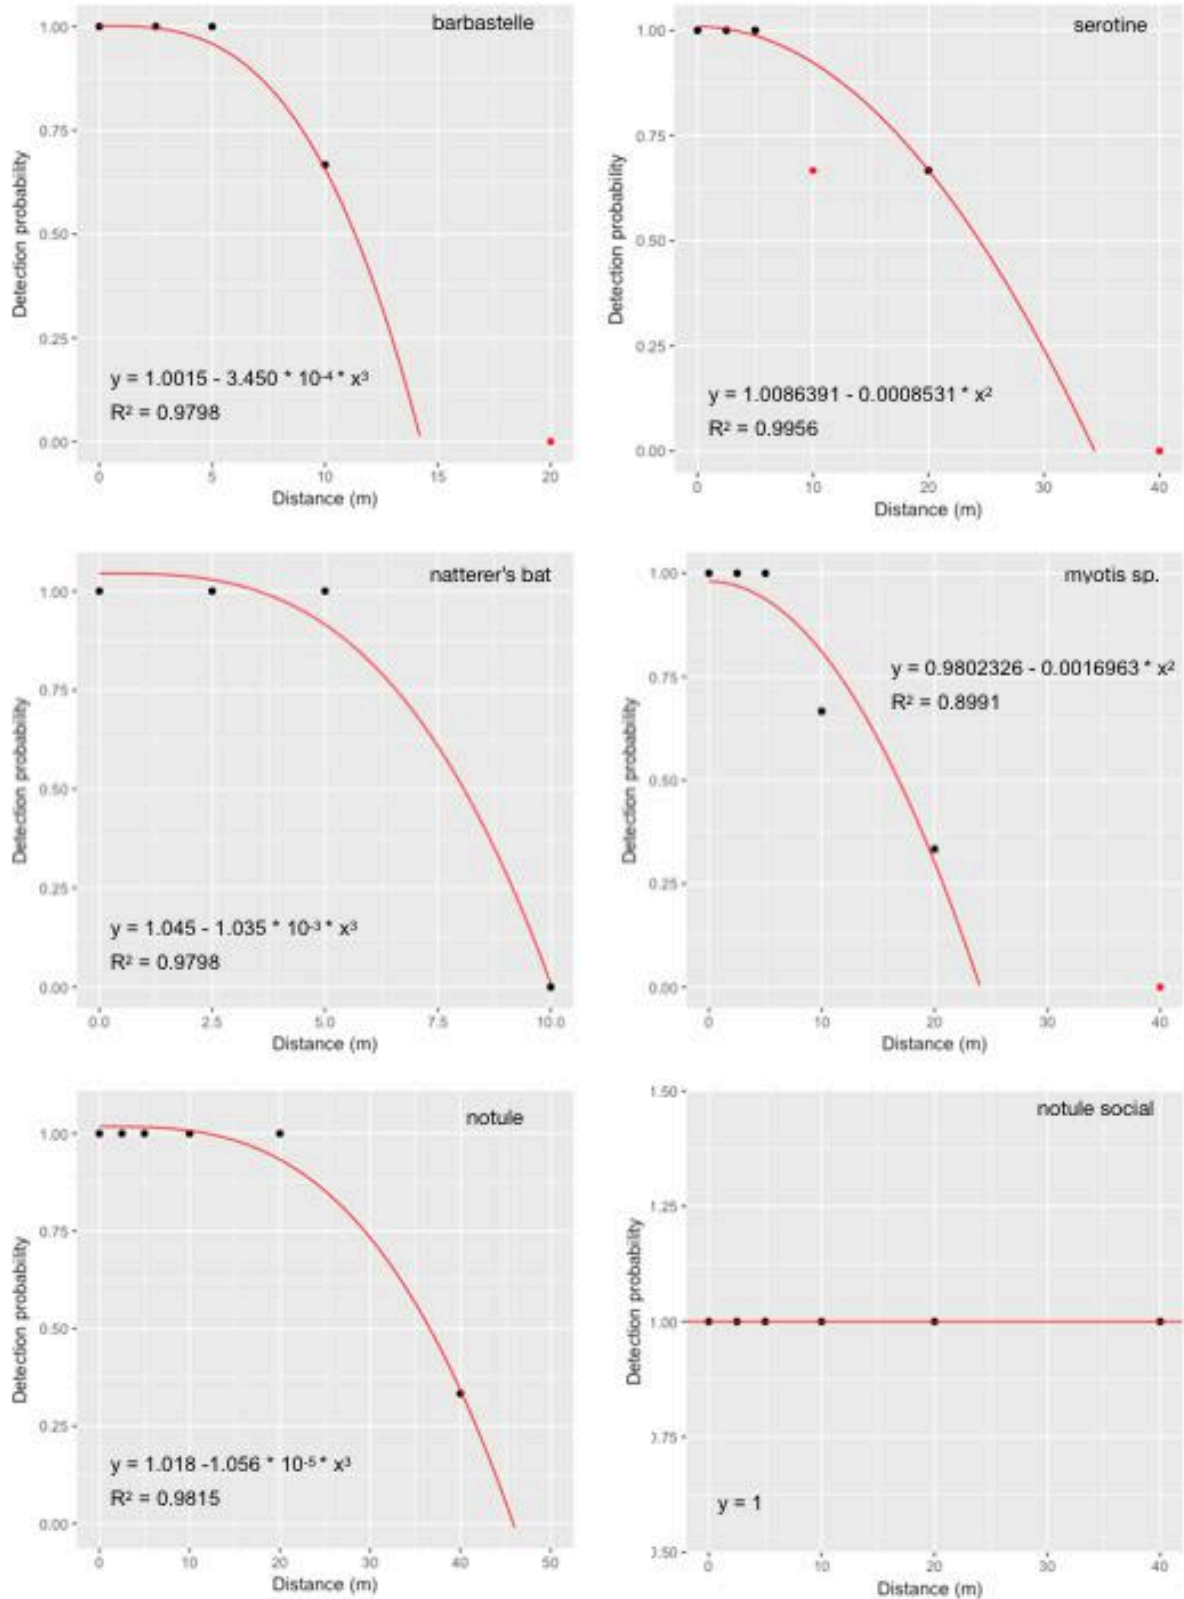 barbastelle
1.00
0.75
0.50
0.25
0.00
Detection probability
y = 1.0015 - 3.450 * 10-4 * x3
R2 = 0.9798
0 5 10 15 20
Distance (m)
serotine
1.00
0.75
0.50
0.25
0.00
Detection probability
y = 1.0086391 - 0.0008531 * x2
R2 = 0.9956
0 10 20 30 40
Distance (m)
natterer's bat
1.00
0.75
0.50
0.25
0.00
Detection probability
y = 1.045 - 1.035 * 10-3 * x3
R2 = 0.9798
0.0 2.5 5.0 7.5 10.0
Distance (m)
myotis sp.
1.00
0.75
0.50
0.25
0.00
Detection probability
y = 0.9802326 - 0.0016963 * x2
R2 = 0.8991
0 10 20 30 40
Distance (m)
notule
1.00
0.75
0.50
0.25
0.00
Detection probability
y = 1.018 -1.056 * 10-5 * x3
R2 = 0.9815
0 10 20 30 40 50
Distance (m)
notule social
1.50
1.25
1.00
0.75
0.50
Detection probability
y = 1
0 10 20 30 40
Distance (m)